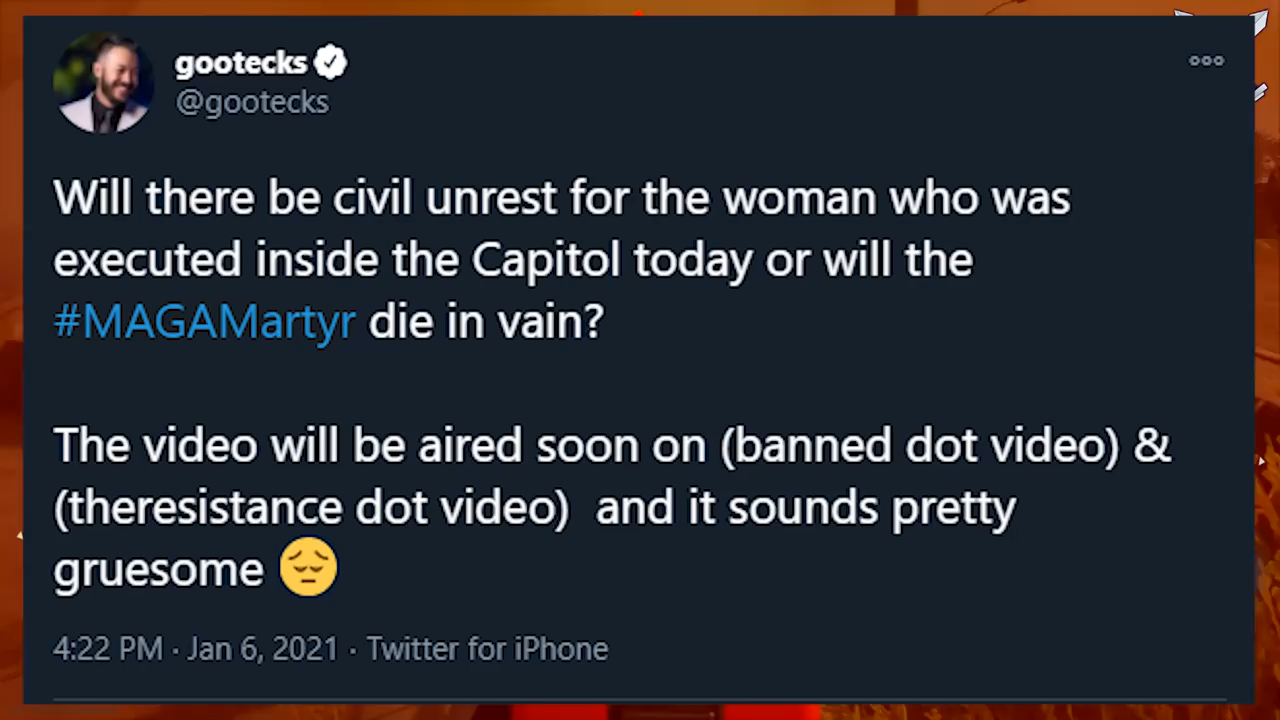 gootecks
@gootecks
Will there be civil unrest for the woman who was
executed inside the Capitol today or will the
#MAGAMartyr die in vain?
The video will be aired soon on (banned dot video) &
(theresistance dot video) and it sounds pretty
gruesome 😔
4:22 PM · Jan 6, 2021 · Twitter for iPhone